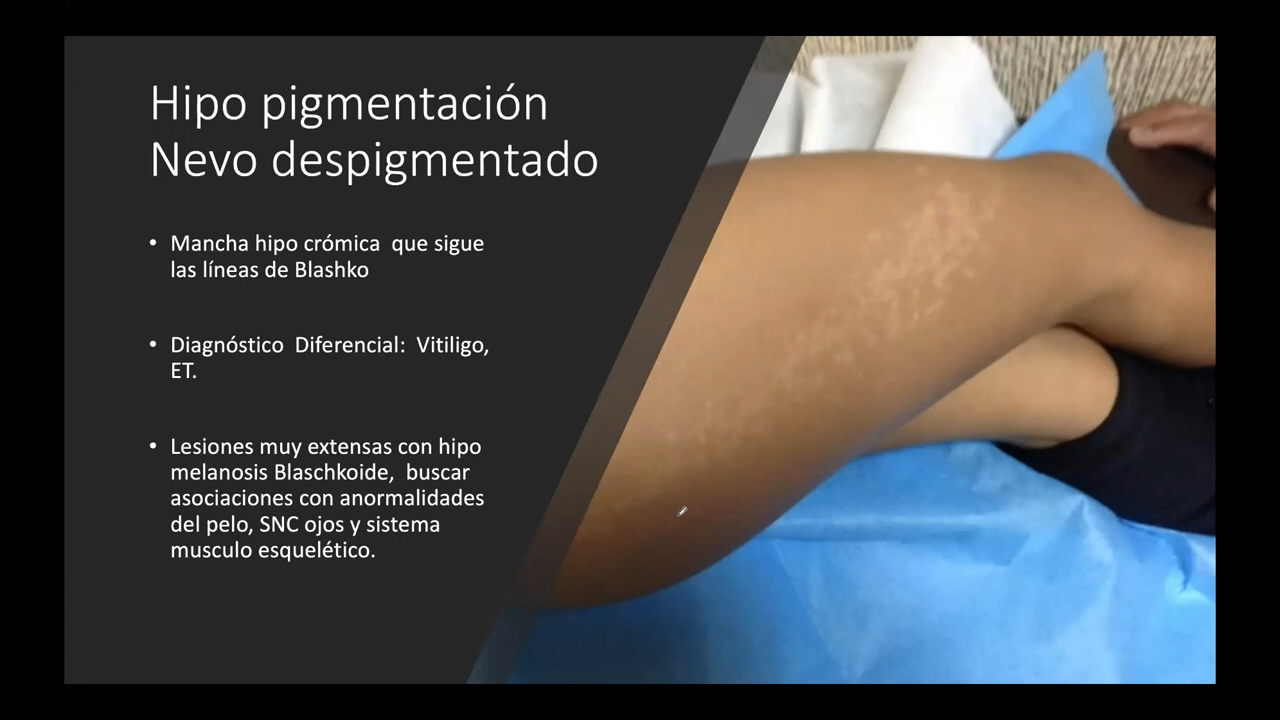 Hipo pigmentación
Nevo despigmentado
• Mancha hipo crómica que sigue
las líneas de Blashko
• Diagnóstico Diferencial: Vitiligo,
ET.
• Lesiones muy extensas con hipo
melanosis Blaschkoide, buscar
asociaciones con anormalidades
del pelo, SNC ojos y sistema
musculo esquelético.